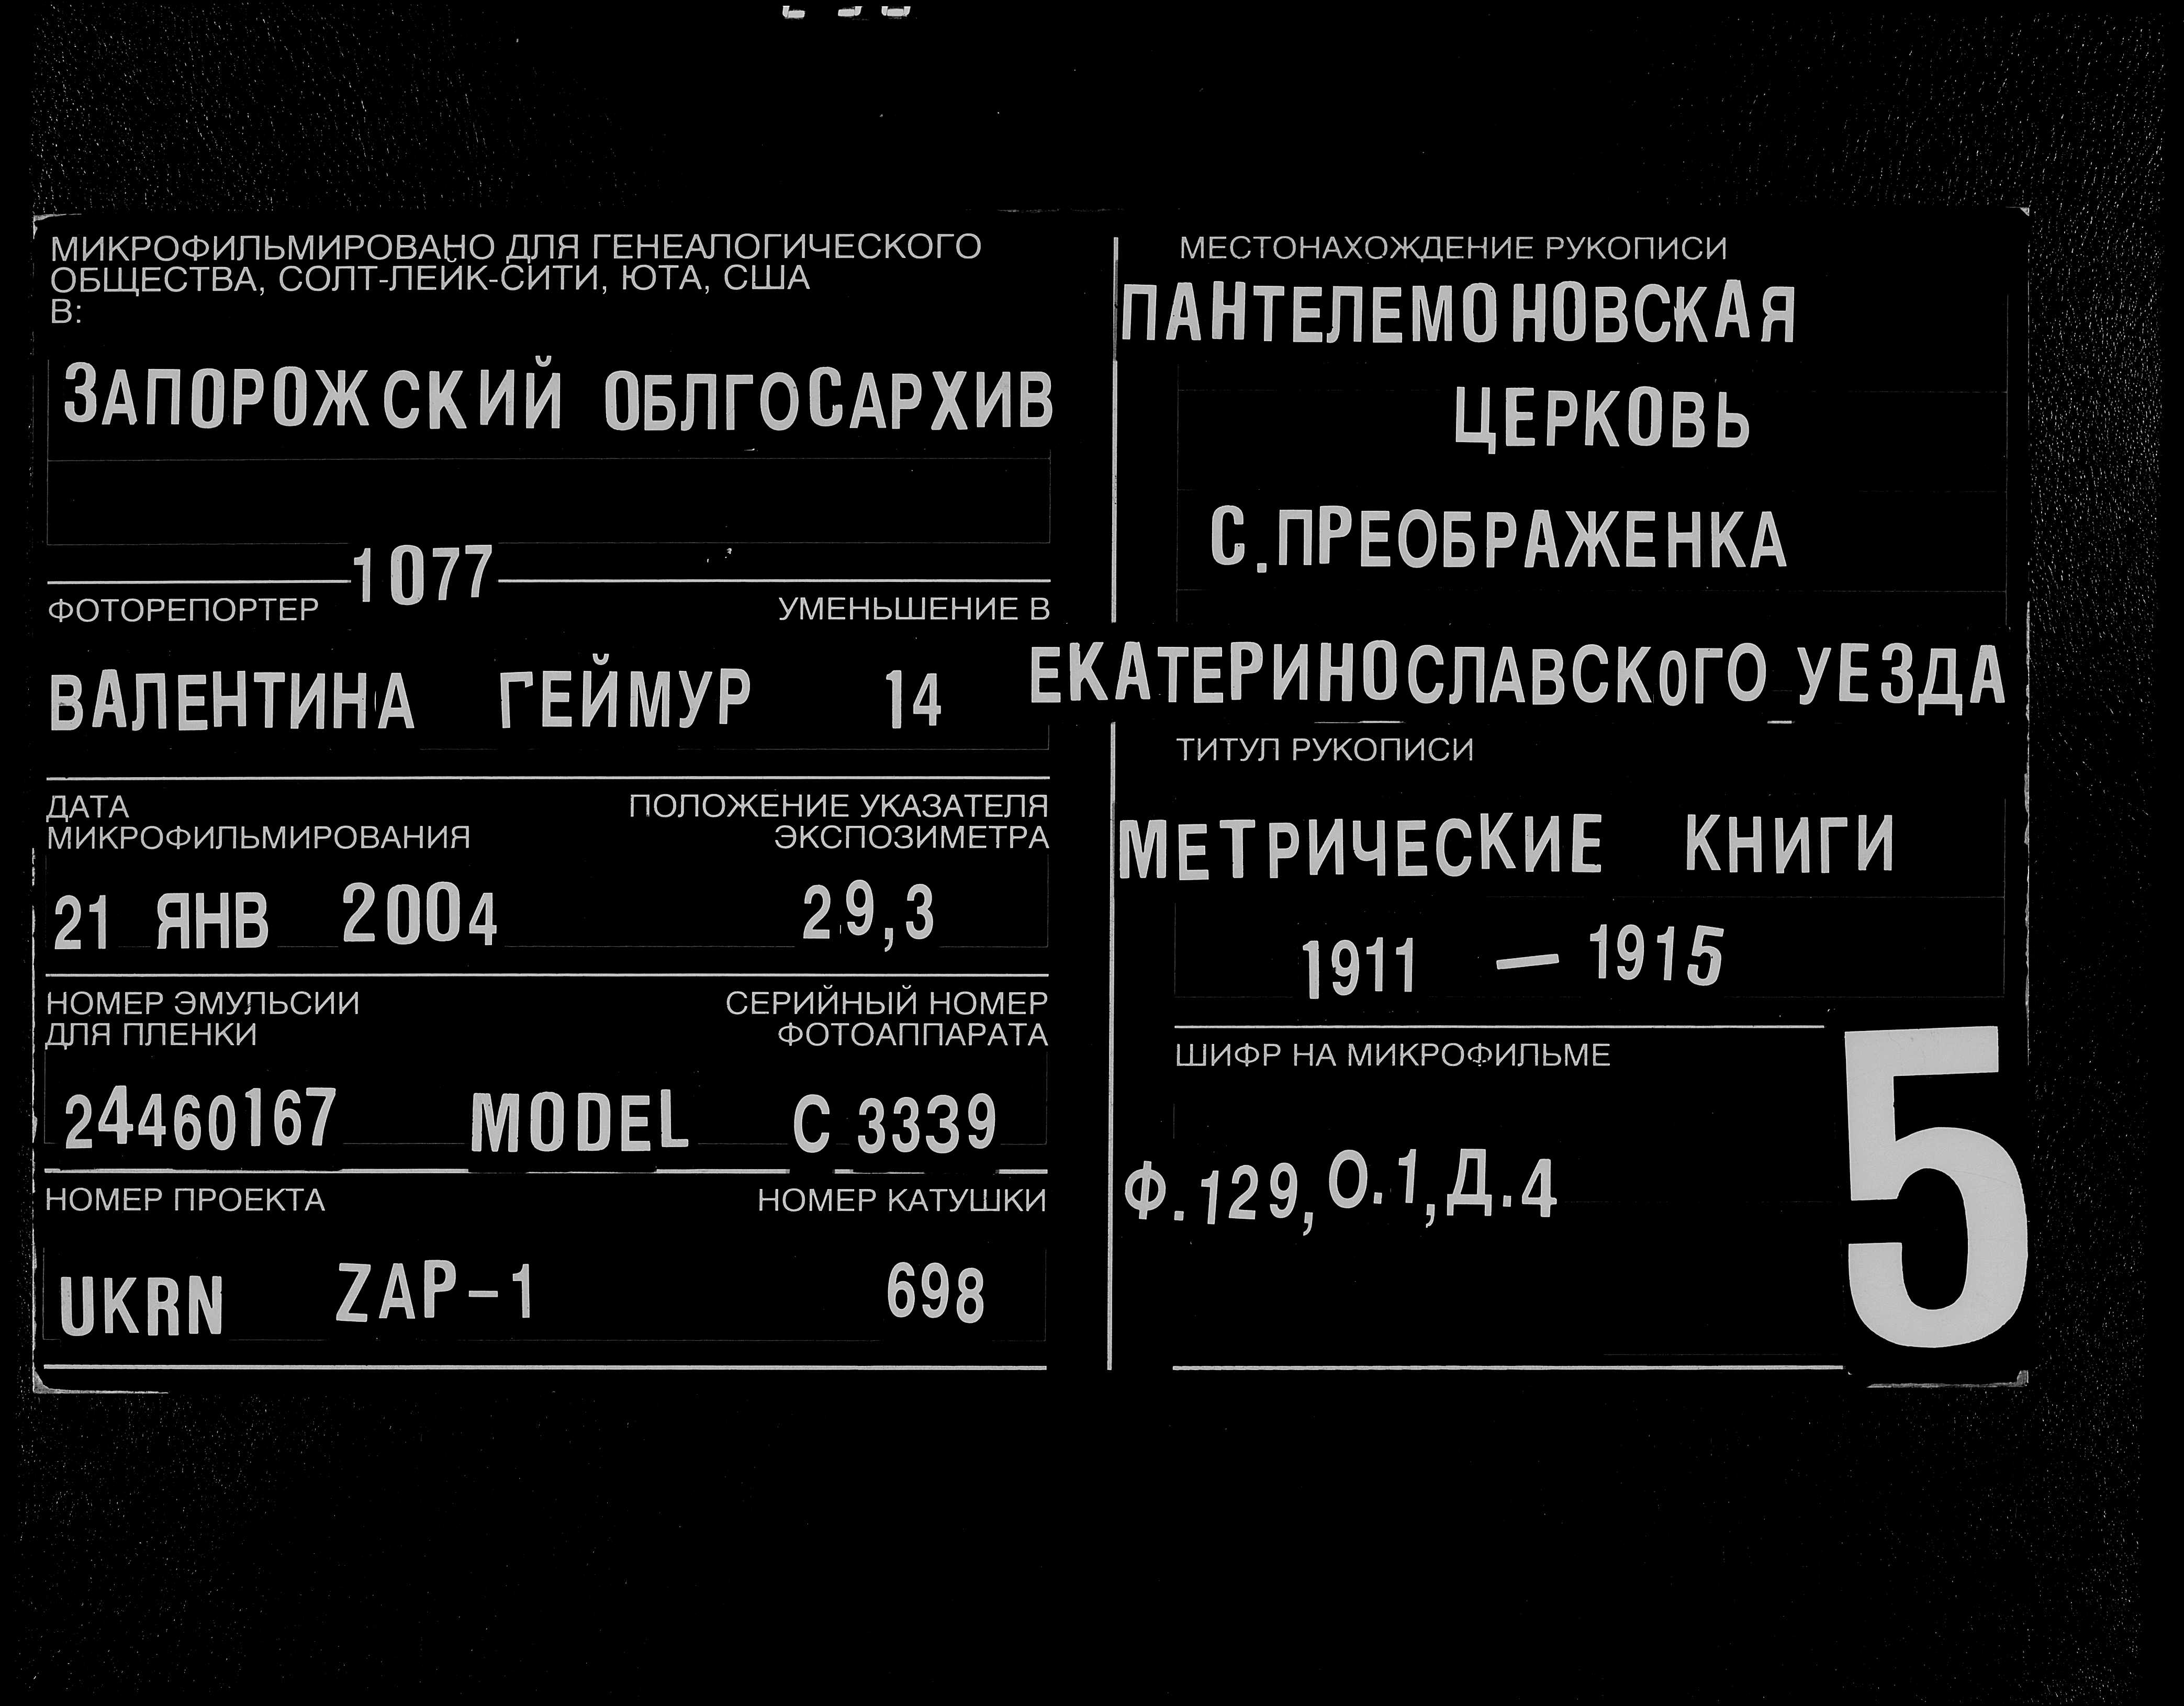 МИКРОФИЛЬМИРОВАНО ДЛЯ ГЕНЕАЛОГИЧЕСКОГО
ОБЩЕСТВА, СОЛТ-ЛЕЙК-СИТИ, ЮТА, США
В:
ЗАПОРОЖСКИЙ ОБЛГОСАРХИВ
1077
ФОТОРЕПОРТЕР УМЕНЬШЕНИЕ В
ВАЛЕНТИНА ГЕЙМУР 14
ДАТА ПОЛОЖЕНИЕ УКАЗАТЕЛЯ
МИКРОФИЛЬМИРОВАНИЯ ЭКСПОЗИМЕТРА
21 ЯНВ 2004 29,3
НОМЕР ЭМУЛЬСИИ СЕРИЙНЫЙ НОМЕР
ДЛЯ ПЛЕНКИ ФОТОАППАРАТА
24460167 MODEL C 3339
НОМЕР ПРОЕКТА НОМЕР КАТУШКИ
UKRN ZAP-1 698
МЕСТОНАХОЖДЕНИЕ РУКОПИСИ
ПАНТЕЛЕМОНОВСКАЯ
ЦЕРКОВЬ
С.ПРЕОБРАЖЕНКА
ЕКАТЕРИНОСЛАВСКОГО УЕЗДА
ТИТУЛ РУКОПИСИ
МЕТРИЧЕСКИЕ КНИГИ
1911 — 1915
ШИФР НА МИКРОФИЛЬМЕ
Ф.129, О.1, Д.4
5